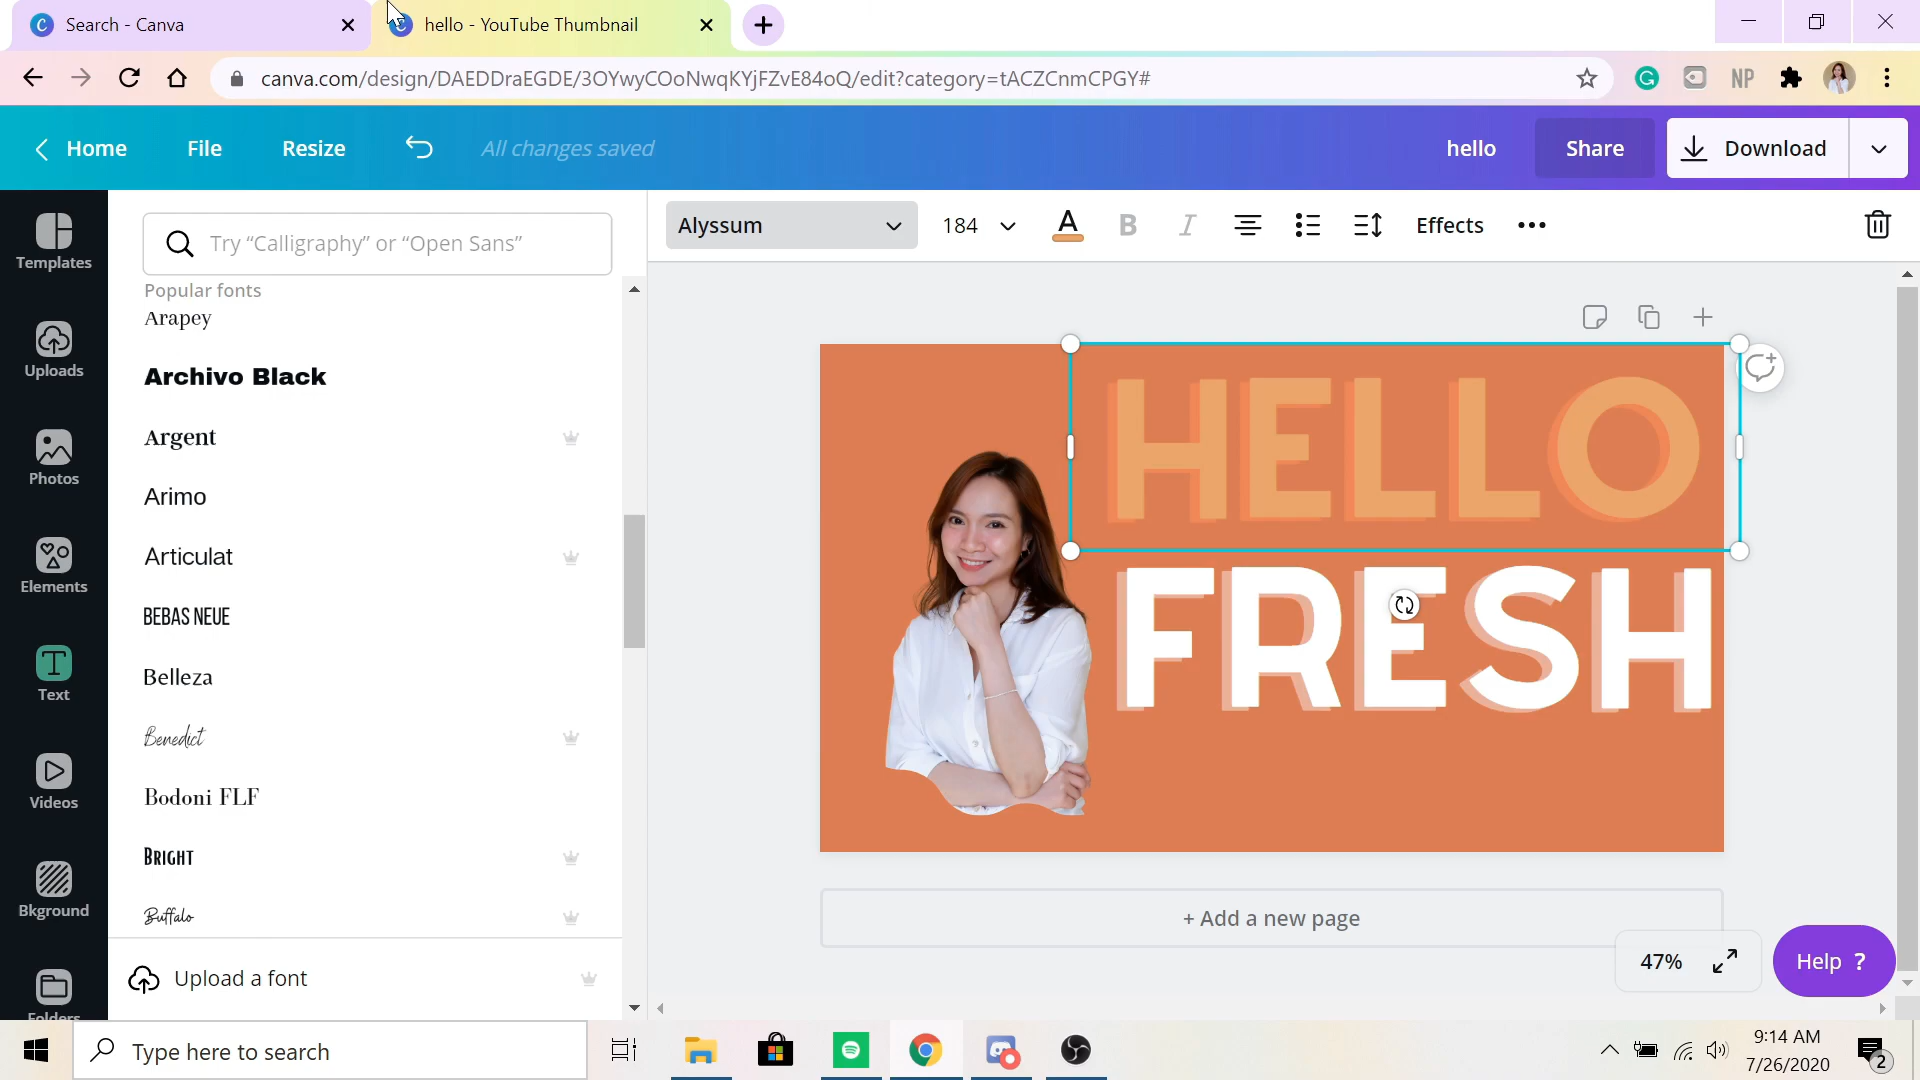 Search - Canva
hello - YouTube Thumbnail
canva.com/design/DAEDDraEGDE/3OYwyCOoNwqKYjFZvE84oQ/edit?category=tACZCnmCPGY#
NP
Home
File
Resize
All changes saved
hello
Share
Download
Templates
Uploads
Photos
Elements
Text
Videos
Bkground
Folders
Try “Calligraphy” or “Open Sans”
Popular fonts
Arapey
Archivo Black
Argent
Arimo
Articulat
BEBAS NEUE
Belleza
Benedict
Bodoni FLF
BRIGHT
Buffalo
Upload a font
Alyssum
184
A
B
I
Effects
HELLO
FRESH
+ Add a new page
47%
Help ?
Type here to search
9:14 AM
7/26/2020
2